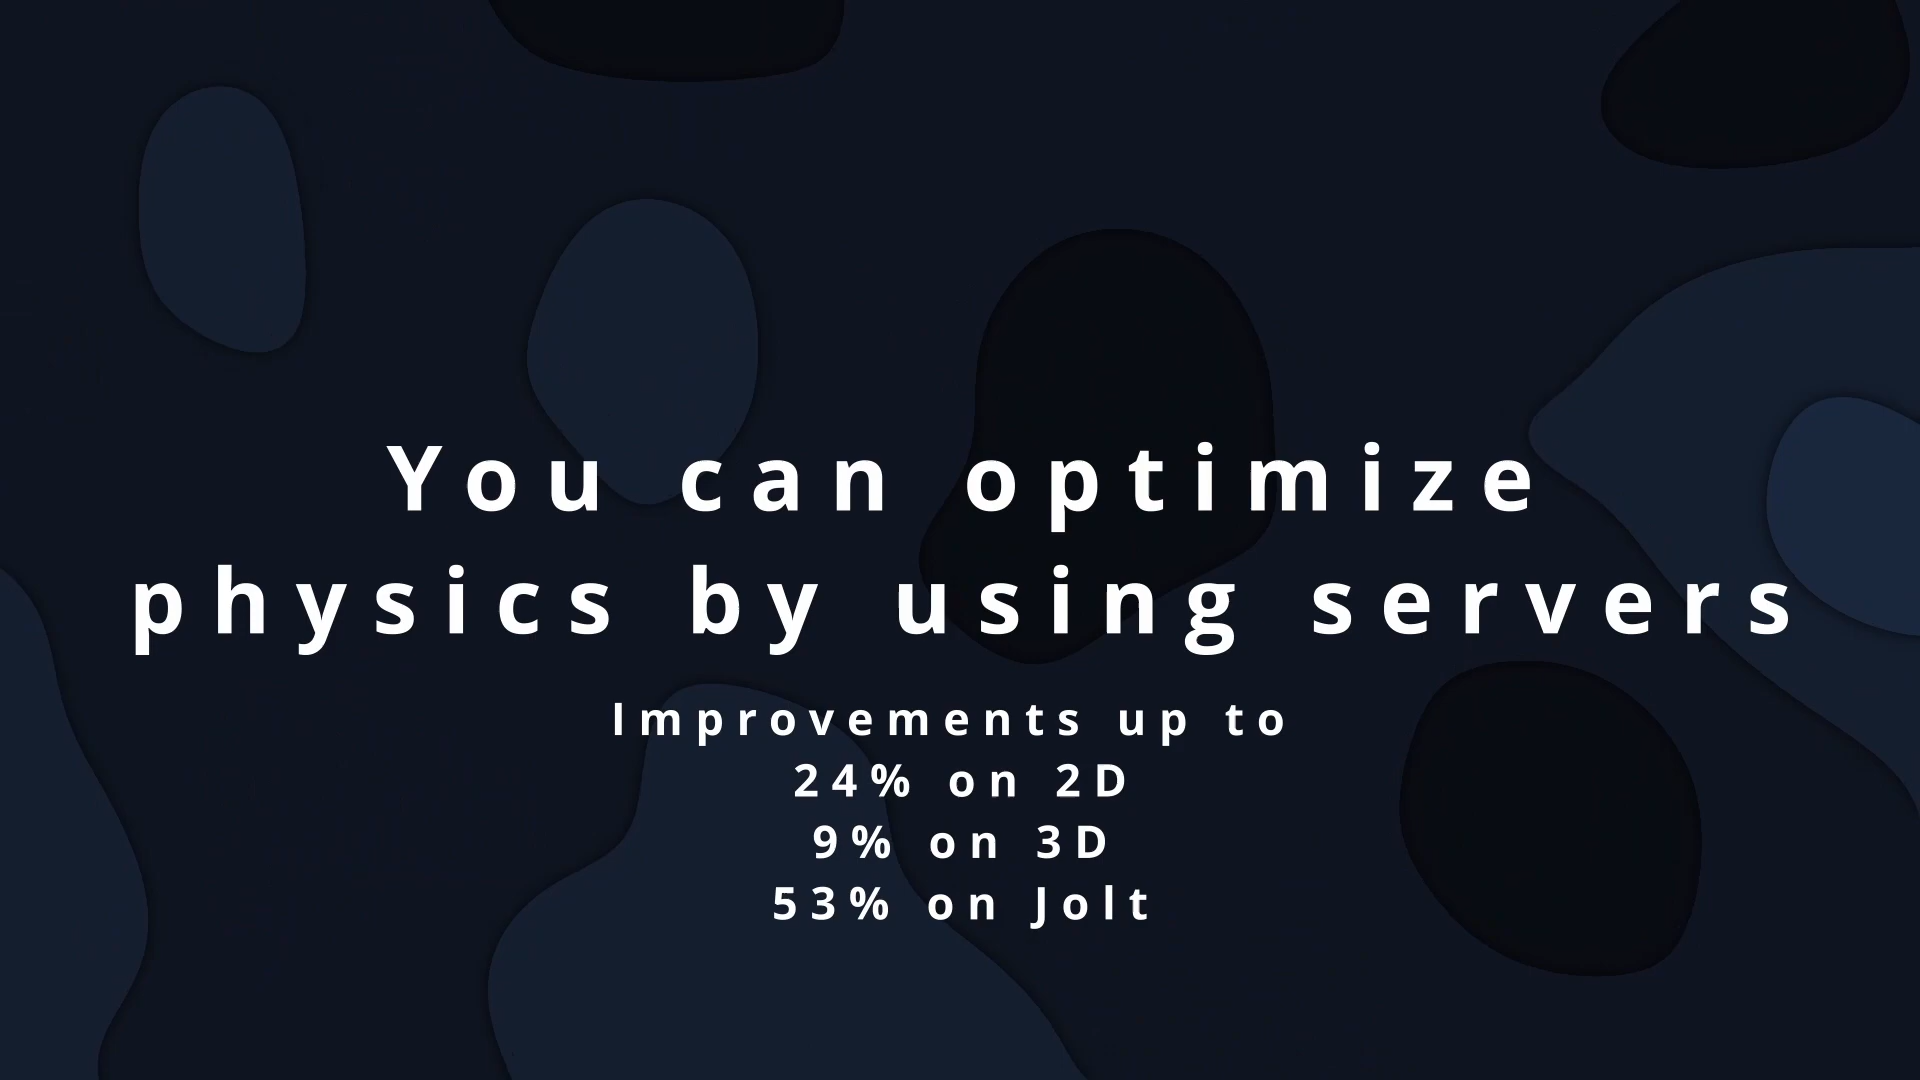 You can optimize
physics by using servers
Improvements up to
24% on 2D
9% on 3D
53% on Jolt